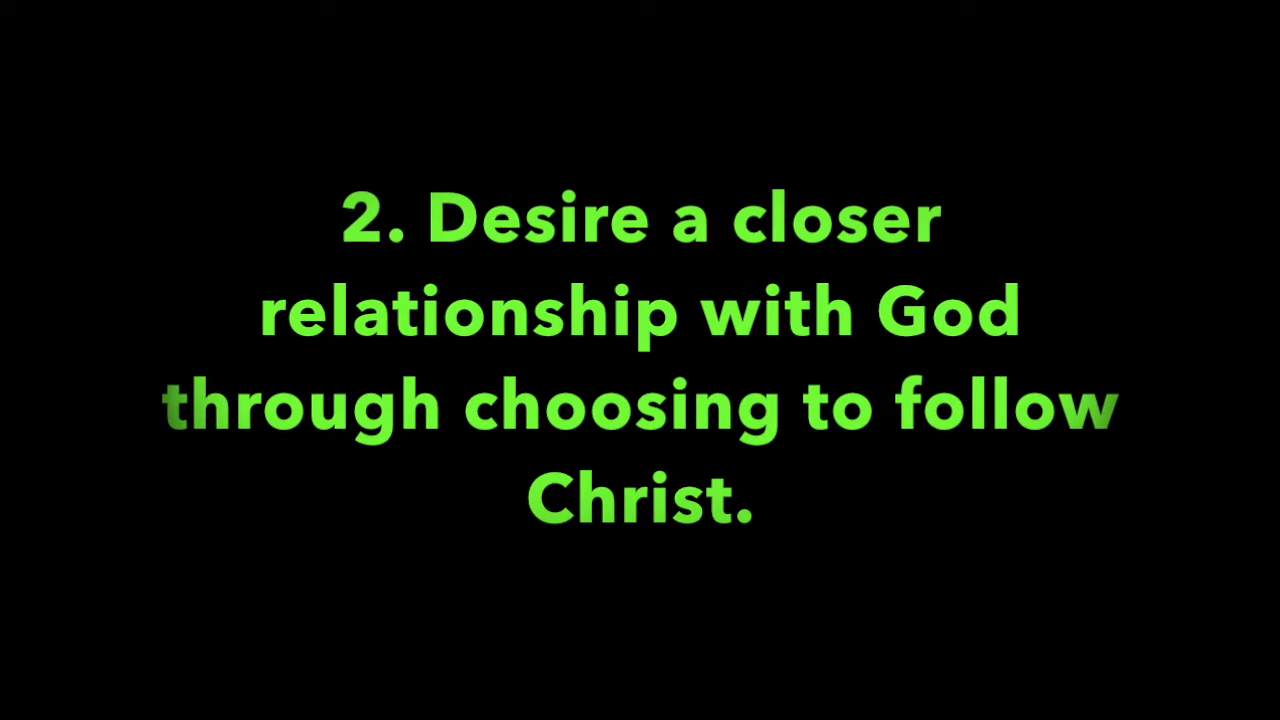 2. Desire a closer
relationship with God
through choosing to follow
Christ.